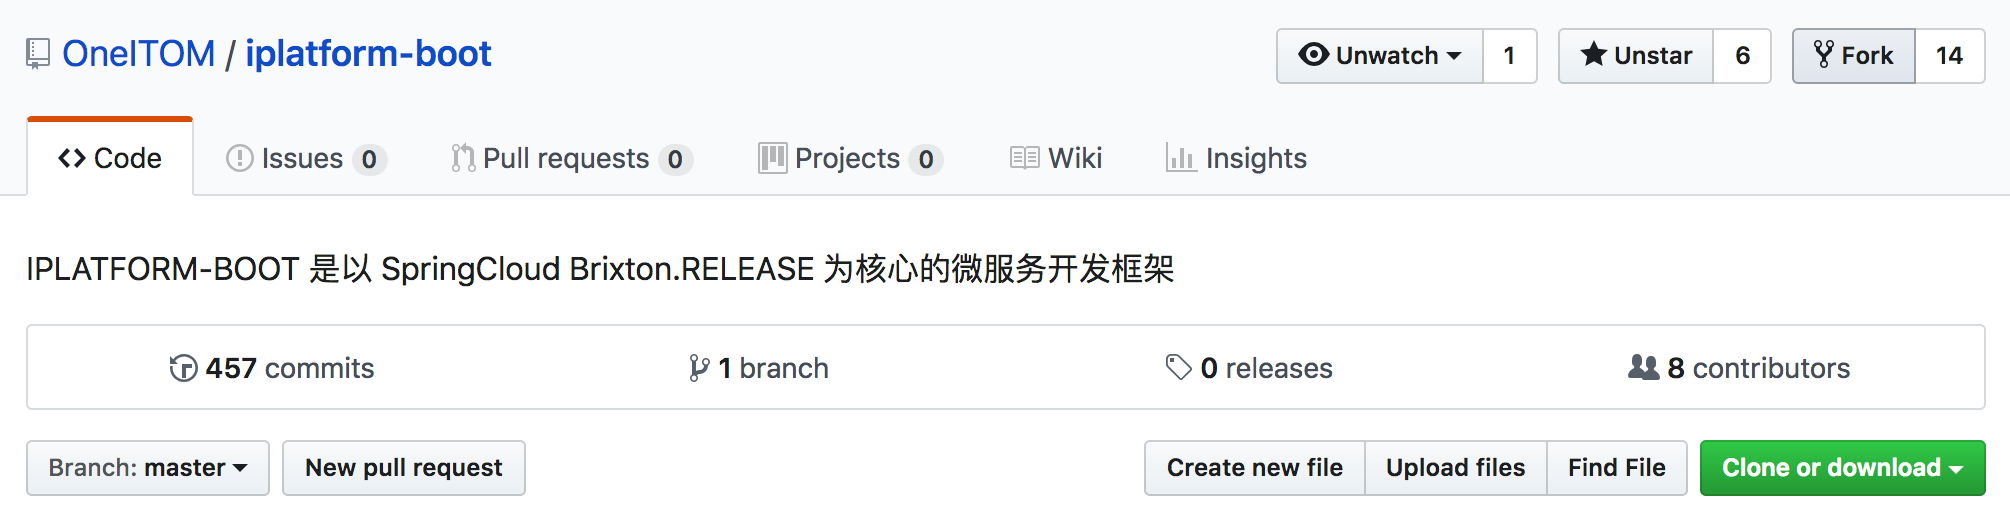 OneITOM / iplatform-boot Unwatch 1 Unstar 6 Fork 14
Code Issues 0 Pull requests 0 Projects 0 Wiki Insights
IPLATFORM-BOOT 是以 SpringCloud Brixton.RELEASE 为核心的微服务开发框架
457 commits 1 branch 0 releases 8 contributors
Branch: master New pull request Create new file Upload files Find File Clone or download